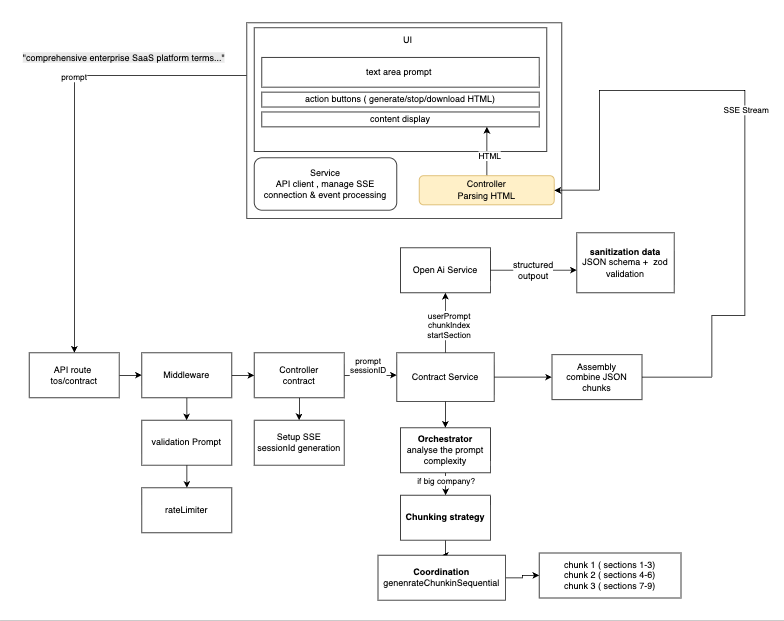 UI
"comprehensive enterprise SaaS platform terms..."
text area prompt
prompt
action buttons ( generate/stop/download HTML)
SSE Stream
content display
HTML
Service
API client , manage SSE
connection & event processing
Controller
Parsing HTML
sanitization data
JSON schema + zod
validation
Open Ai Service
structured
outpout
userPrompt
chunkIndex
startSection
API route
tos/contract
Middleware
Controller
contract
prompt
sessionID
Contract Service
Assembly
combine JSON
chunks
validation Prompt
Setup SSE
sessionId generation
Orchestrator
analyse the prompt
complexity
if big company?
rateLimiter
Chunking strategy
Coordination
genenrateChunkinSequential
chunk 1 ( sections 1-3)
chunk 2 ( sections 4-6)
chunk 3 ( sections 7-9)